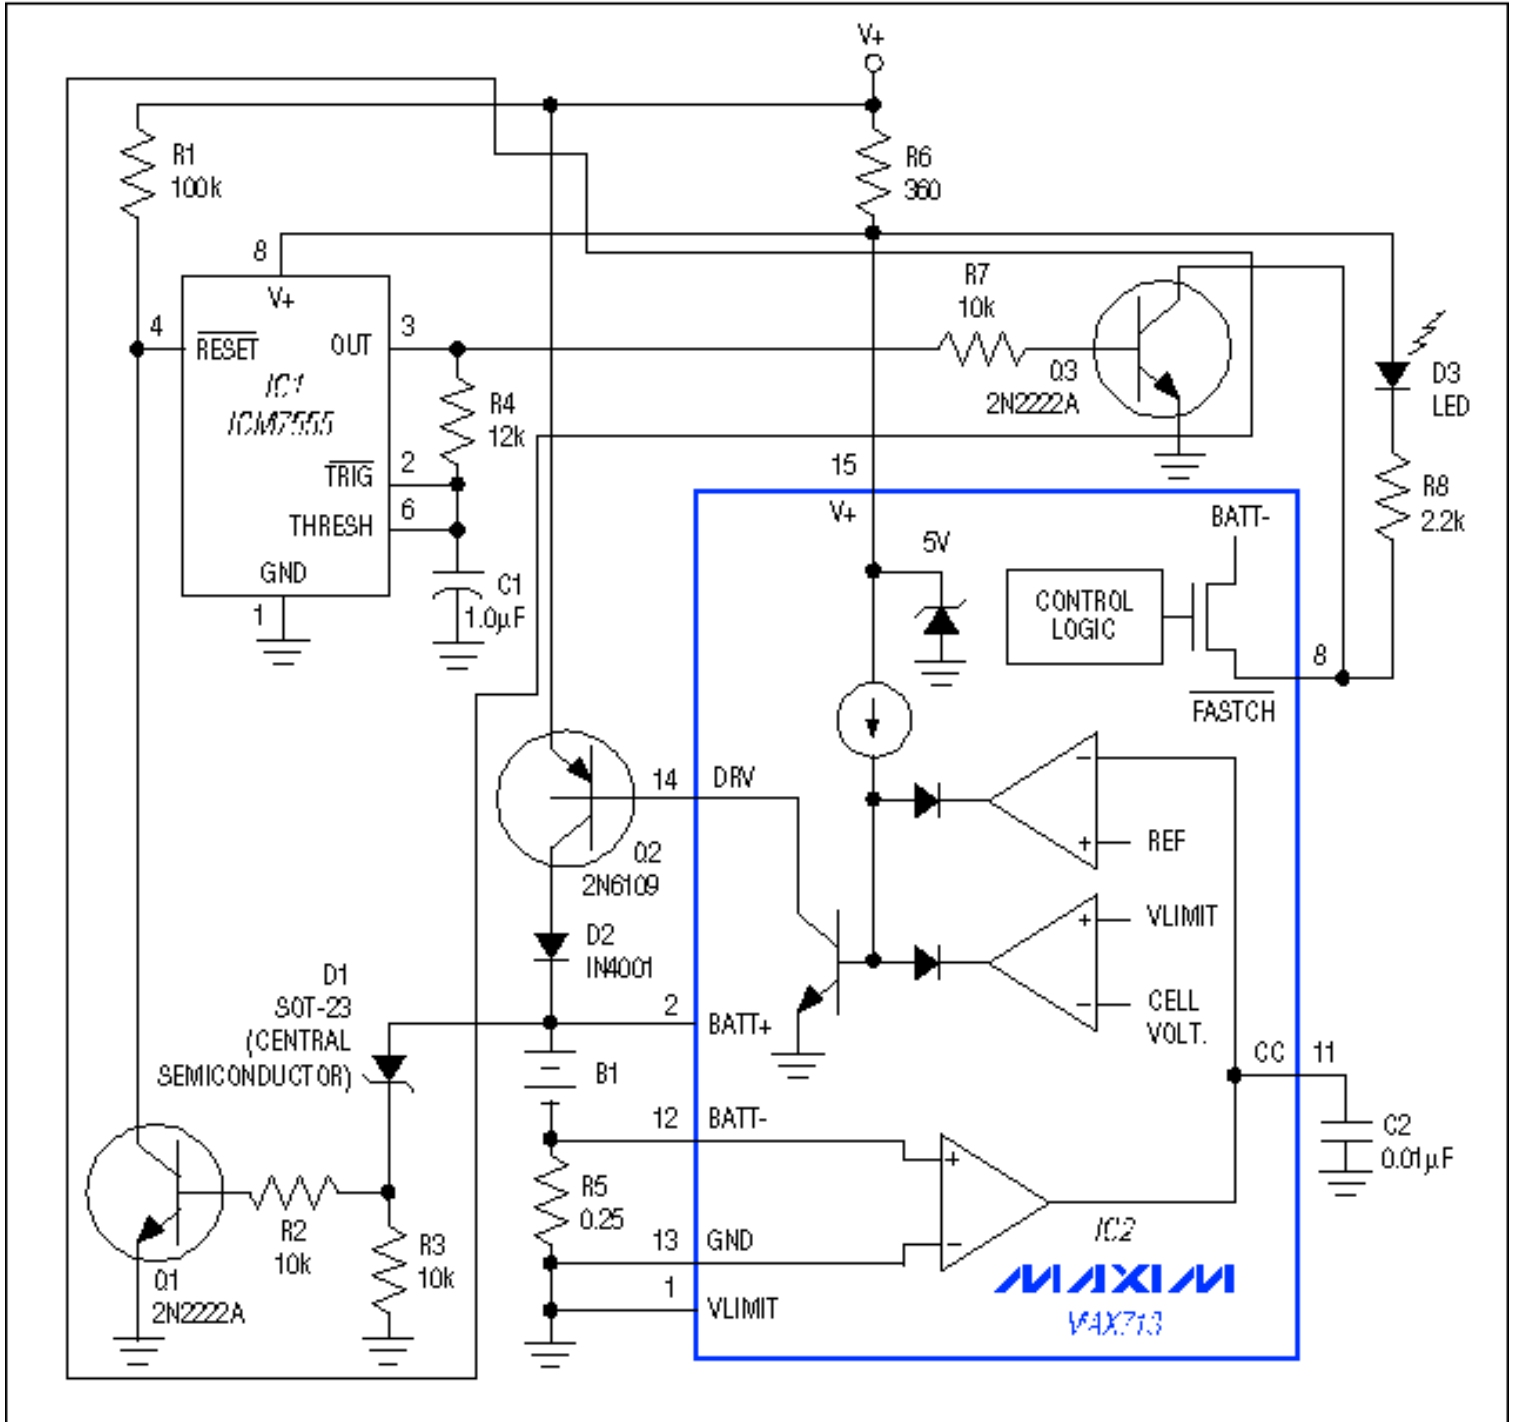 V+
R1
100k
R6
360
8
V+
4
RESET
OUT
3
IC1
ICM7555
R4
12k
TRIG
2
THRESH
6
GND
1
C1
1.0µF
R7
10k
Q3
2N2222A
D3
LED
R8
2.2k
15
V+
5V
BATT-
CONTROL
LOGIC
8
FASTCH
14
DRV
Q2
2N6109
REF
D2
IN4001
VLIMIT
CELL
VOLT.
D1
SOT-23
(CENTRAL
SEMICONDUCTOR)
2
BATT+
B1
CC
11
C2
0.01µF
12
BATT-
R5
0.25
13
GND
1
VLIMIT
R2
10k
R3
10k
Q1
2N2222A
IC2
MAXIM
MAX713